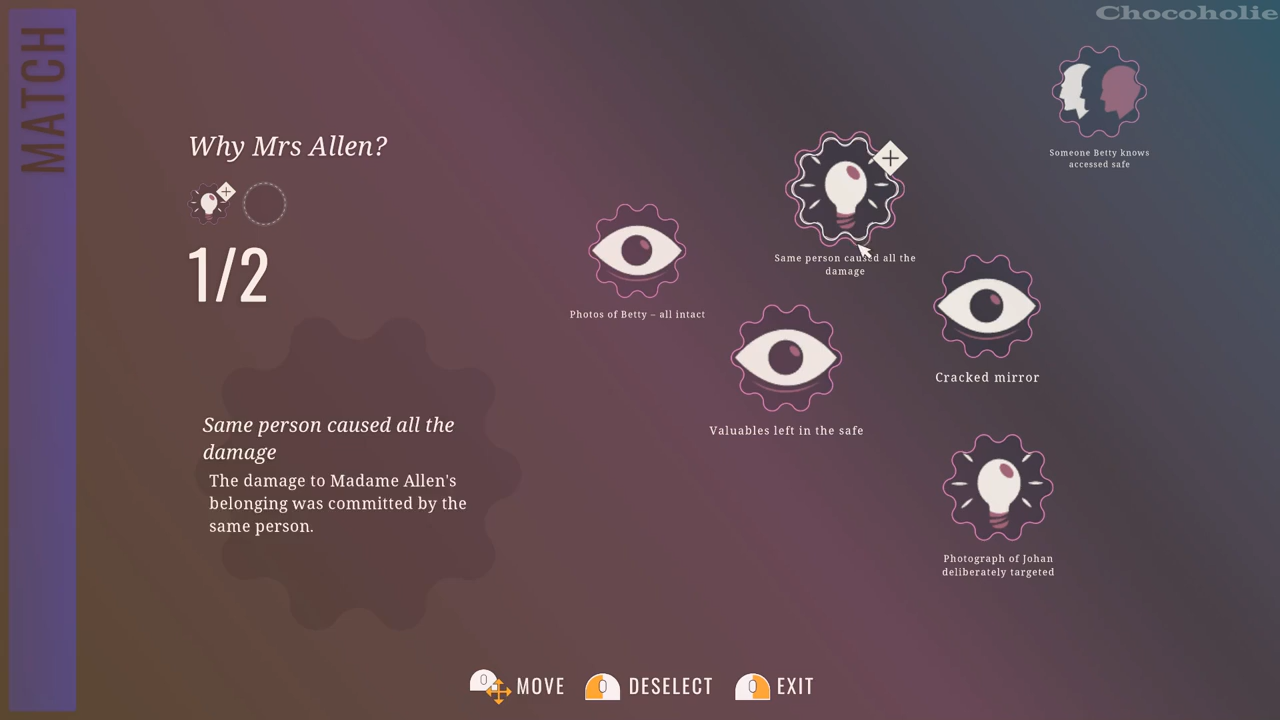 Chocoholic
MATCH
Why Mrs Allen?
1/2
Same person caused all the
damage
The damage to Madame Allen's
belonging was committed by the
same person.
Someone Betty knows
accessed safe
Same person caused all the
damage
Photos of Betty – all intact
Cracked mirror
Valuables left in the safe
Photograph of Johan
deliberately targeted
MOVE
DESELECT
EXIT